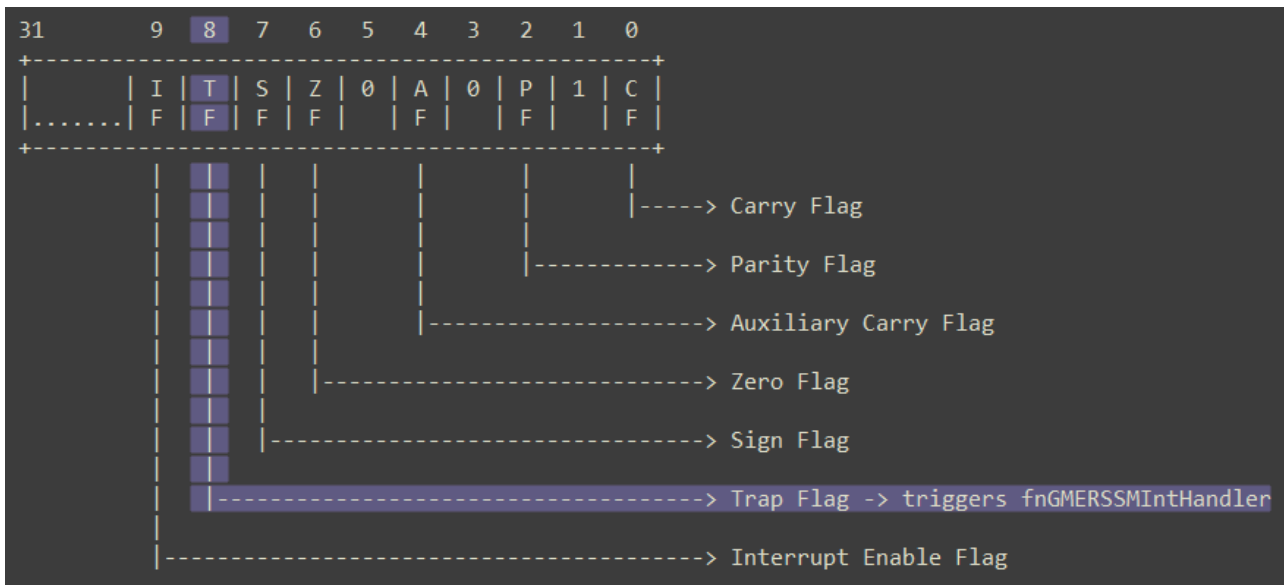 31       9   8   7   6   5   4   3   2   1   0
+-----------------------------------------------+
|       | I | T | S | Z | 0 | A | 0 | P | 1 | C |
|.......| F | F | F | F |   | F |   | F |   | F |
+-----------------------------------------------+
          |   |   |   |       |       |       |
          |   |   |   |       |       |       |-----> Carry Flag
          |   |   |   |       |       |
          |   |   |   |       |       |-------------> Parity Flag
          |   |   |   |       |
          |   |   |   |       |---------------------> Auxiliary Carry Flag
          |   |   |   |
          |   |   |   |-----------------------------> Zero Flag
          |   |   |
          |   |   |---------------------------------> Sign Flag
          |   |
          |   |-------------------------------------> Trap Flag -> triggers fnGMERSSMIntHandler
          |
          |-----------------------------------------> Interrupt Enable Flag